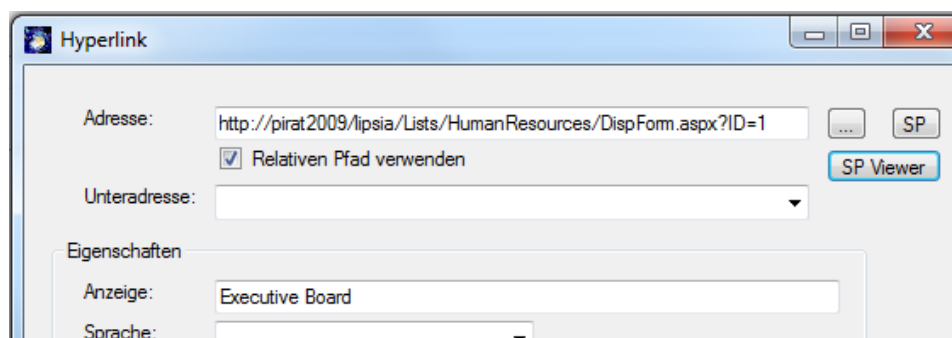 Hyperlink
Adresse: http://pirat2009/lipsia/Lists/HumanResources/DispForm.aspx?ID=1 ... SP
Relativen Pfad verwenden SP Viewer
Unteradresse:
Eigenschaften
Anzeige: Executive Board
Sprache: